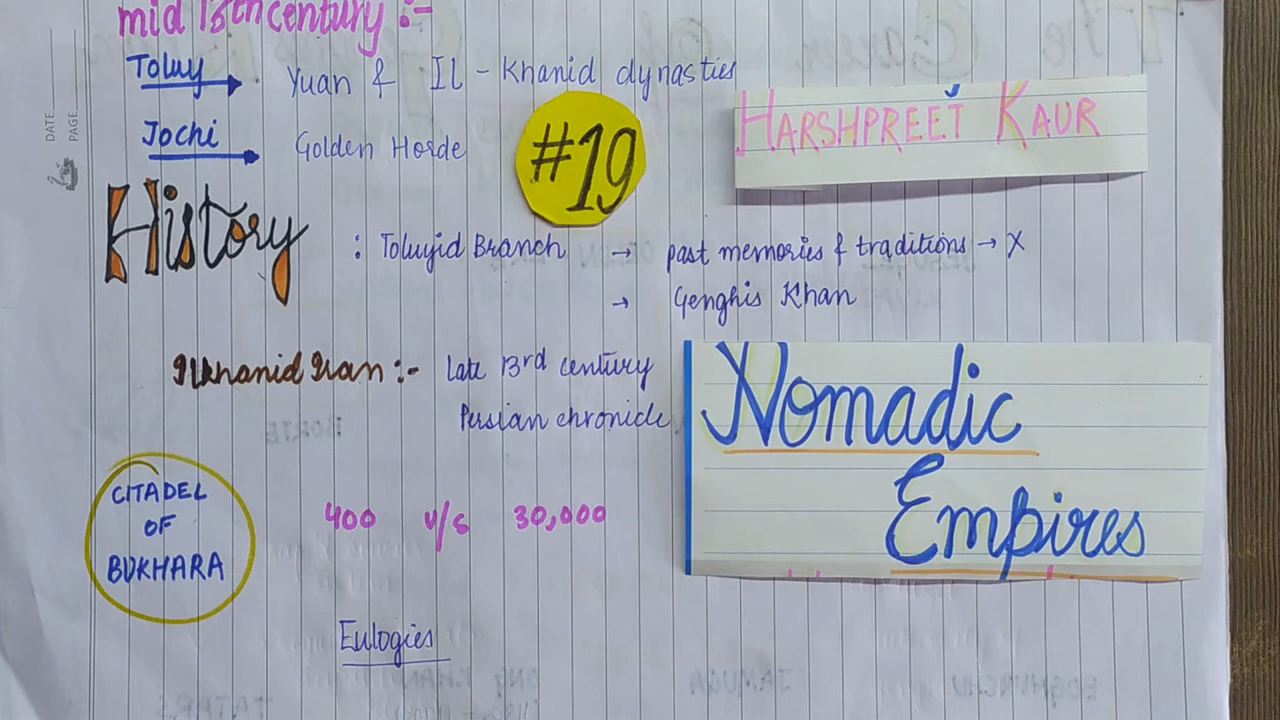 mid 13th century :-
Toluy → Yuan & Il - Khanid dynasties
Jochi → Golden Horde
DATE
PAGE
#19
HARSHPREET KAUR
History : Toluyid Branch → past memories & traditions → X
→ Genghis Khan
Ilkhanid Iran :- late 13rd century
Persian chronicle
Nomadic
Empires
CITADEL
OF
BUKHARA
400 v/s 30,000
Eulogies